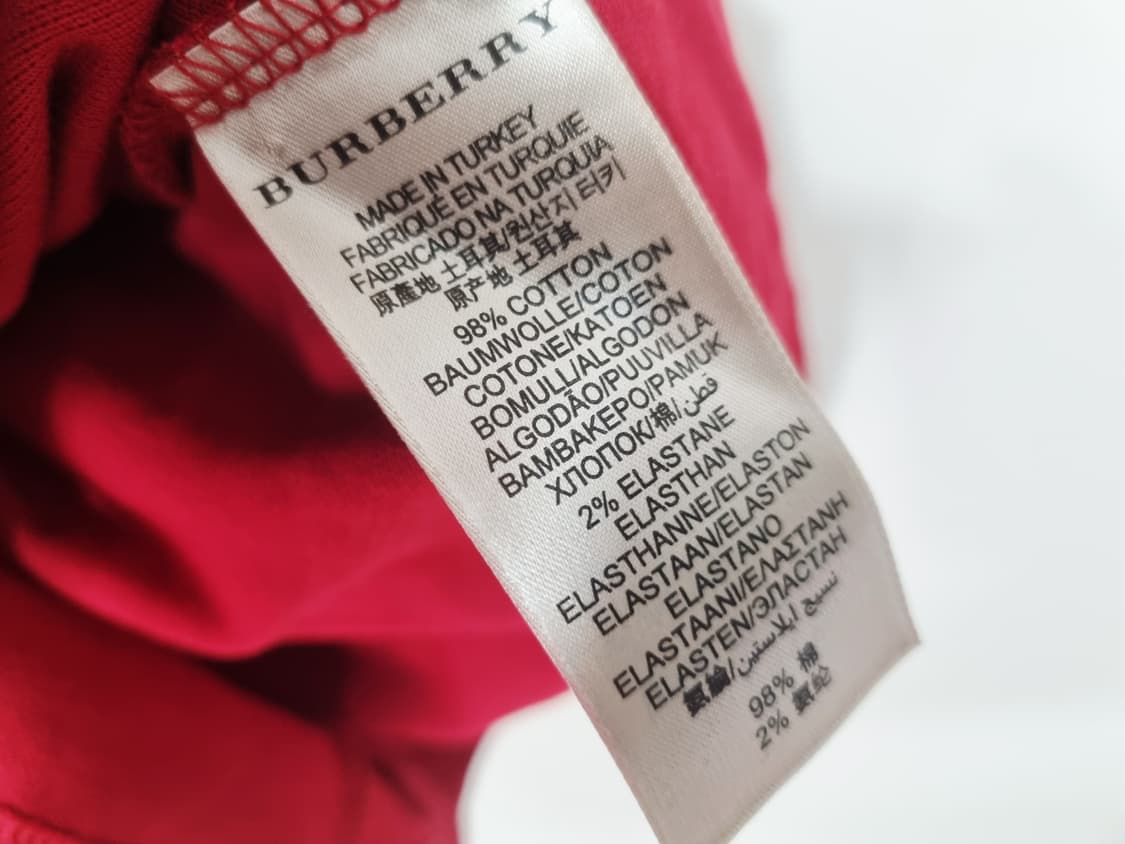 BURBERRY
MADE IN TURKEY
FABRIQUÉ EN TURQUIE
FABRICADO NA TURQUIA
原產地 土耳其/원산지 터키
原产地 土耳其
98% COTTON
BAUMWOLLE/COTON
COTONE/KATOEN
BOMULL/ALGODON
ALGODÃO/PUUVILLA
BAMBAKEPO/PAMUK
ХЛОПОК/棉/قطن
2% ELASTANE
ELASTHAN
ELASTHANNE/ELASTON
ELASTAAN/ELASTAN
ELASTANO
ELASTAANI/ΕΛΑΣΤΑΝΗ
ELASTEN/ЭЛАСТАН
氨綸/نسيج ايلاستين
98% 棉
2% 氨纶